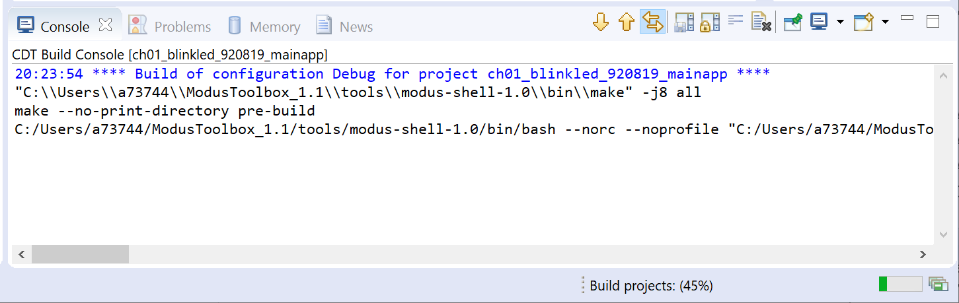 Console Problems Memory News
CDT Build Console [ch01_blinkled_920819_mainapp]
20:23:54 **** Build of configuration Debug for project ch01_blinkled_920819_mainapp ****
"C:\\Users\\a73744\\ModusToolbox_1.1\\tools\\modus-shell-1.0\\bin\\make" -j8 all
make --no-print-directory pre-build
C:/Users/a73744/ModusToolbox_1.1/tools/modus-shell-1.0/bin/bash --norc --noprofile "C:/Users/a73744/ModusTo
Build projects: (45%)